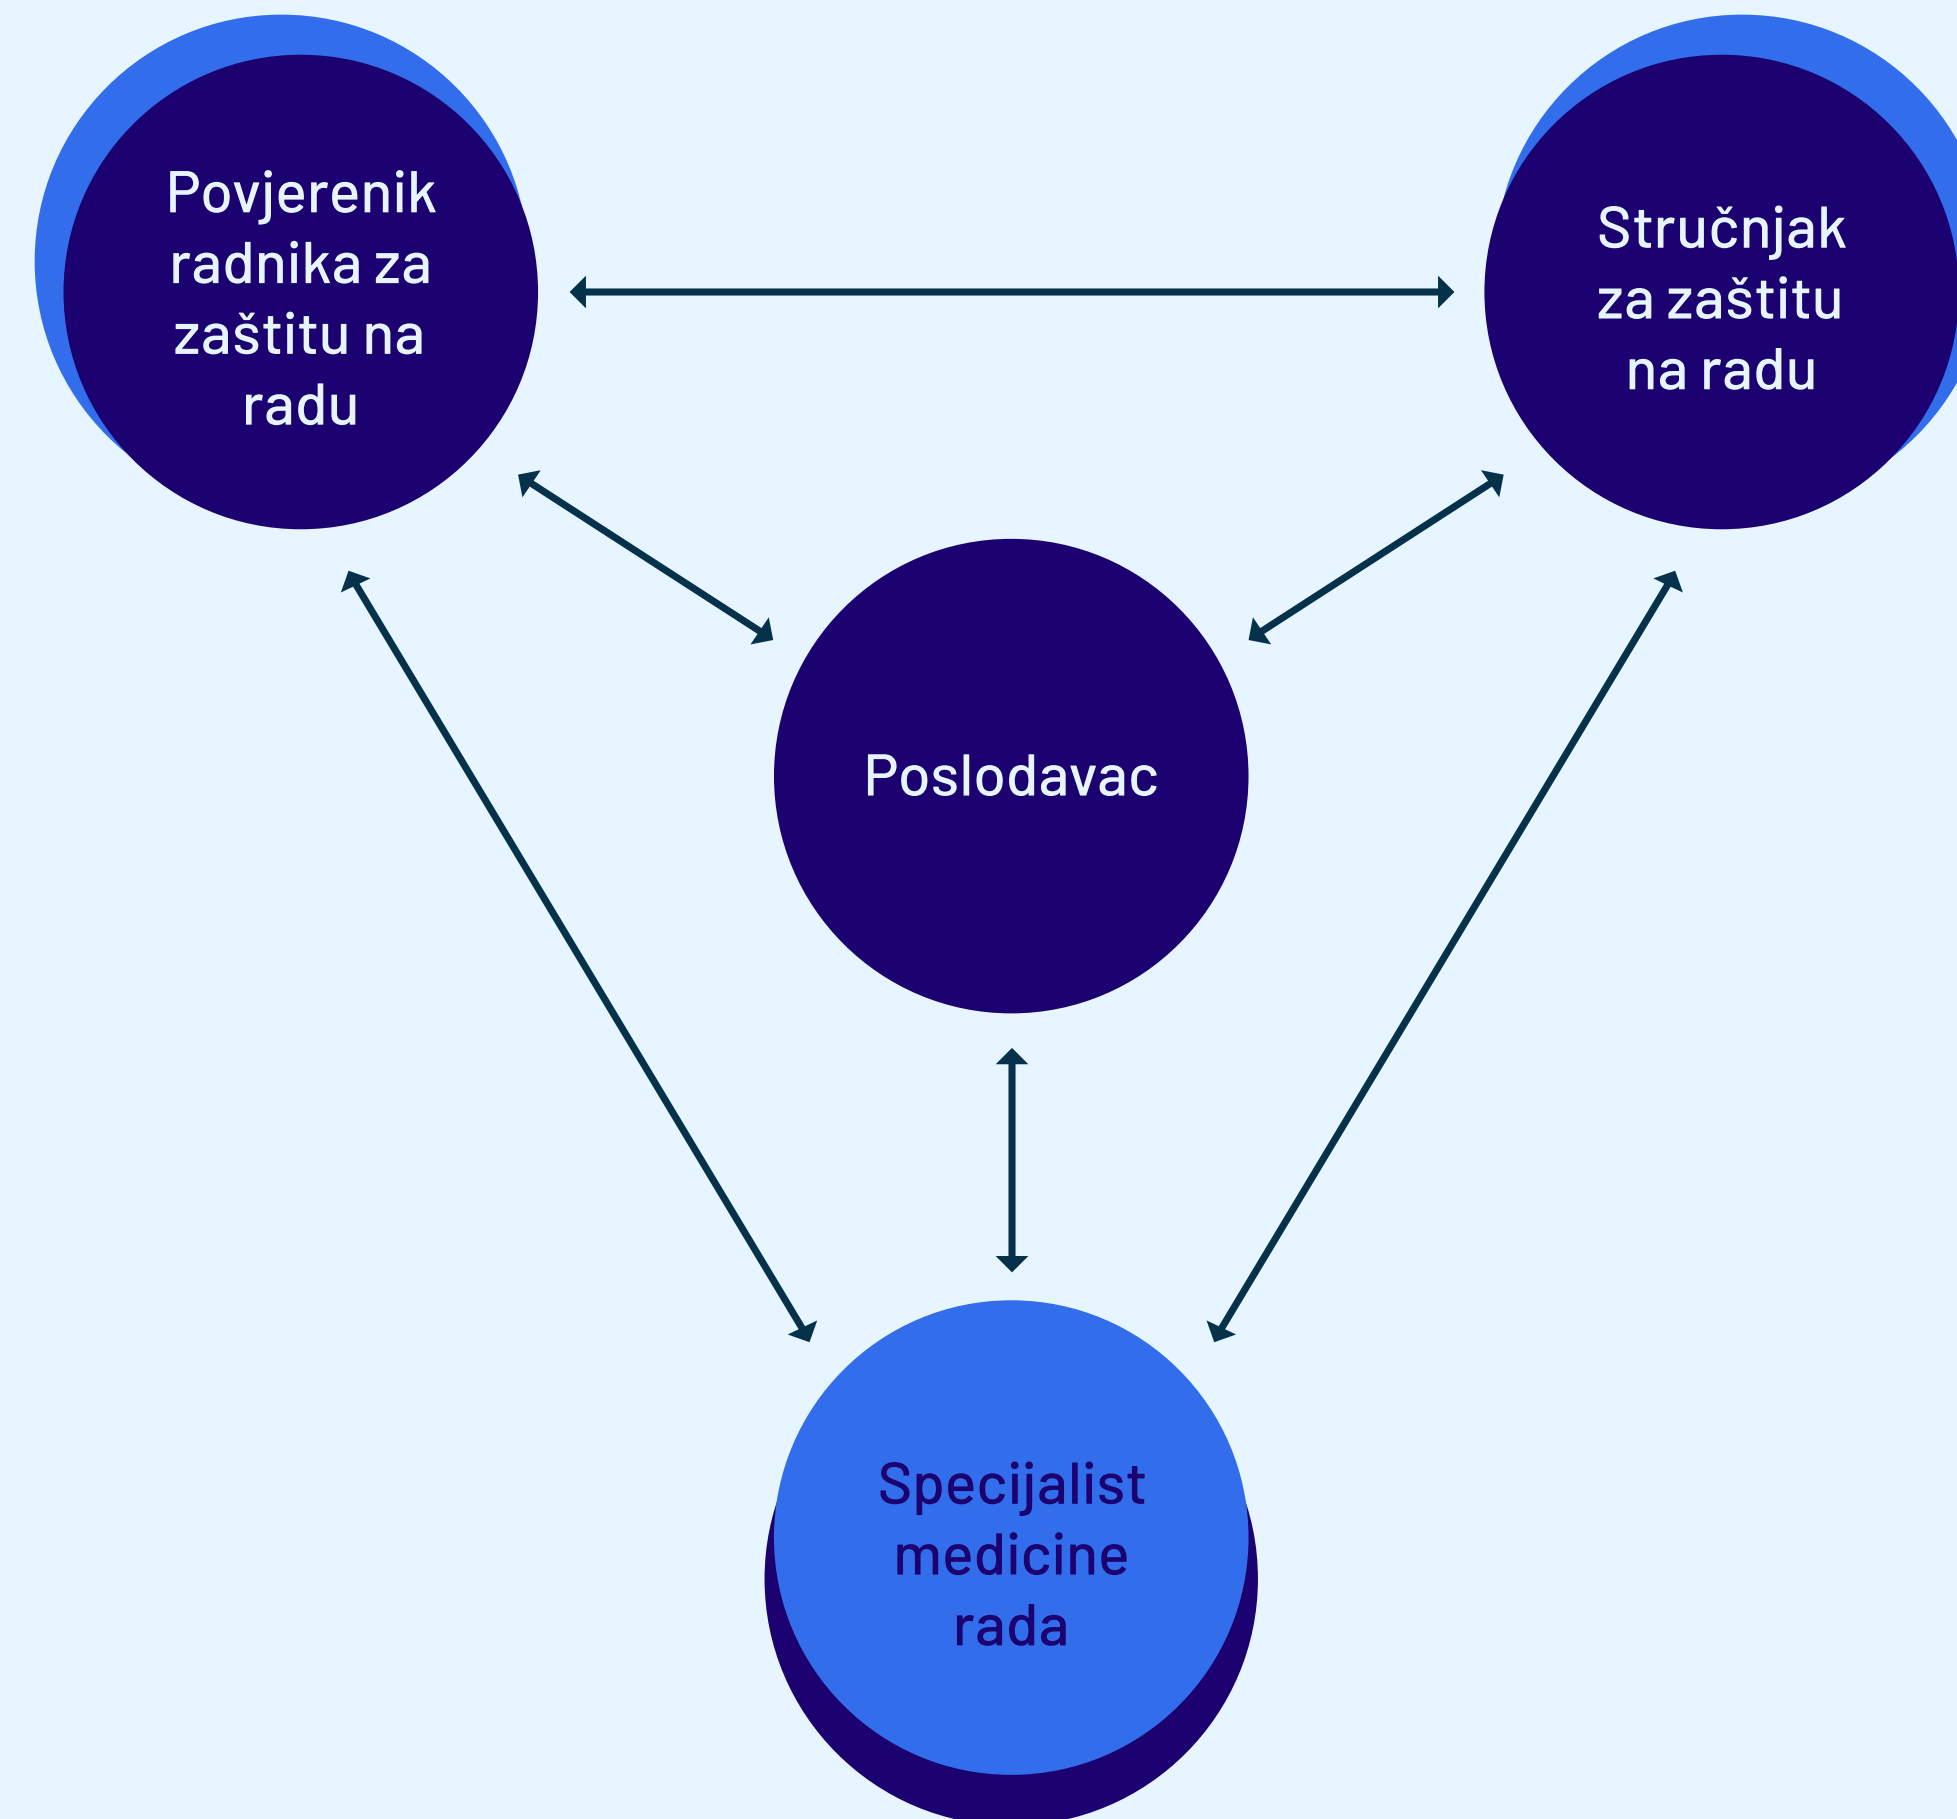 Povjerenik
radnika za
zaštitu na
radu
Stručnjak
za zaštitu
na radu
Poslodavac
Specijalist
medicine
rada